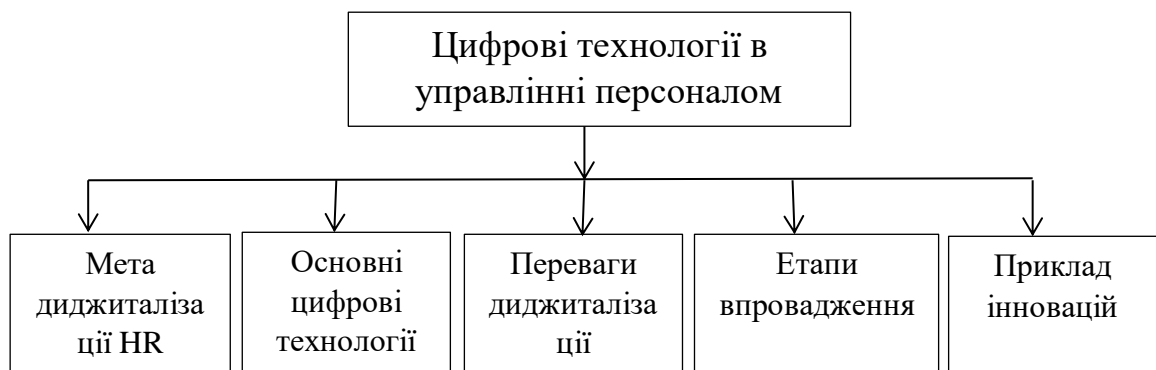 Цифрові технології в
управлінні персоналом
Мета
диджиталіза
ції HR
Основні
цифрові
технології
Переваги
диджиталіза
ції
Етапи
впровадження
Приклад
інновацій